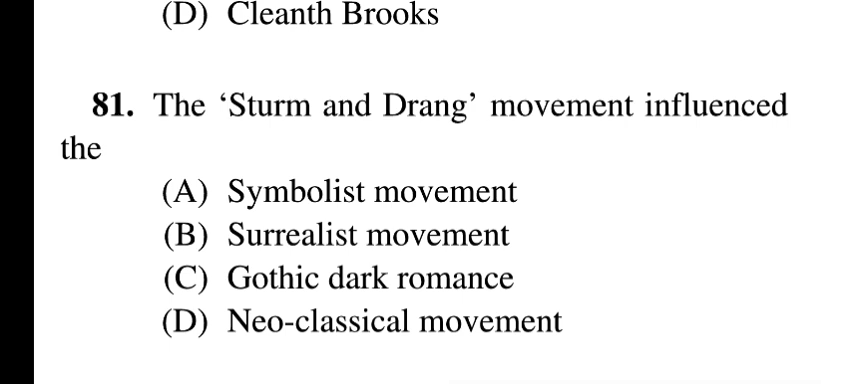 (D) Cleanth Brooks
81. The ‘Sturm and Drang’ movement influenced
the
(A) Symbolist movement
(B) Surrealist movement
(C) Gothic dark romance
(D) Neo-classical movement